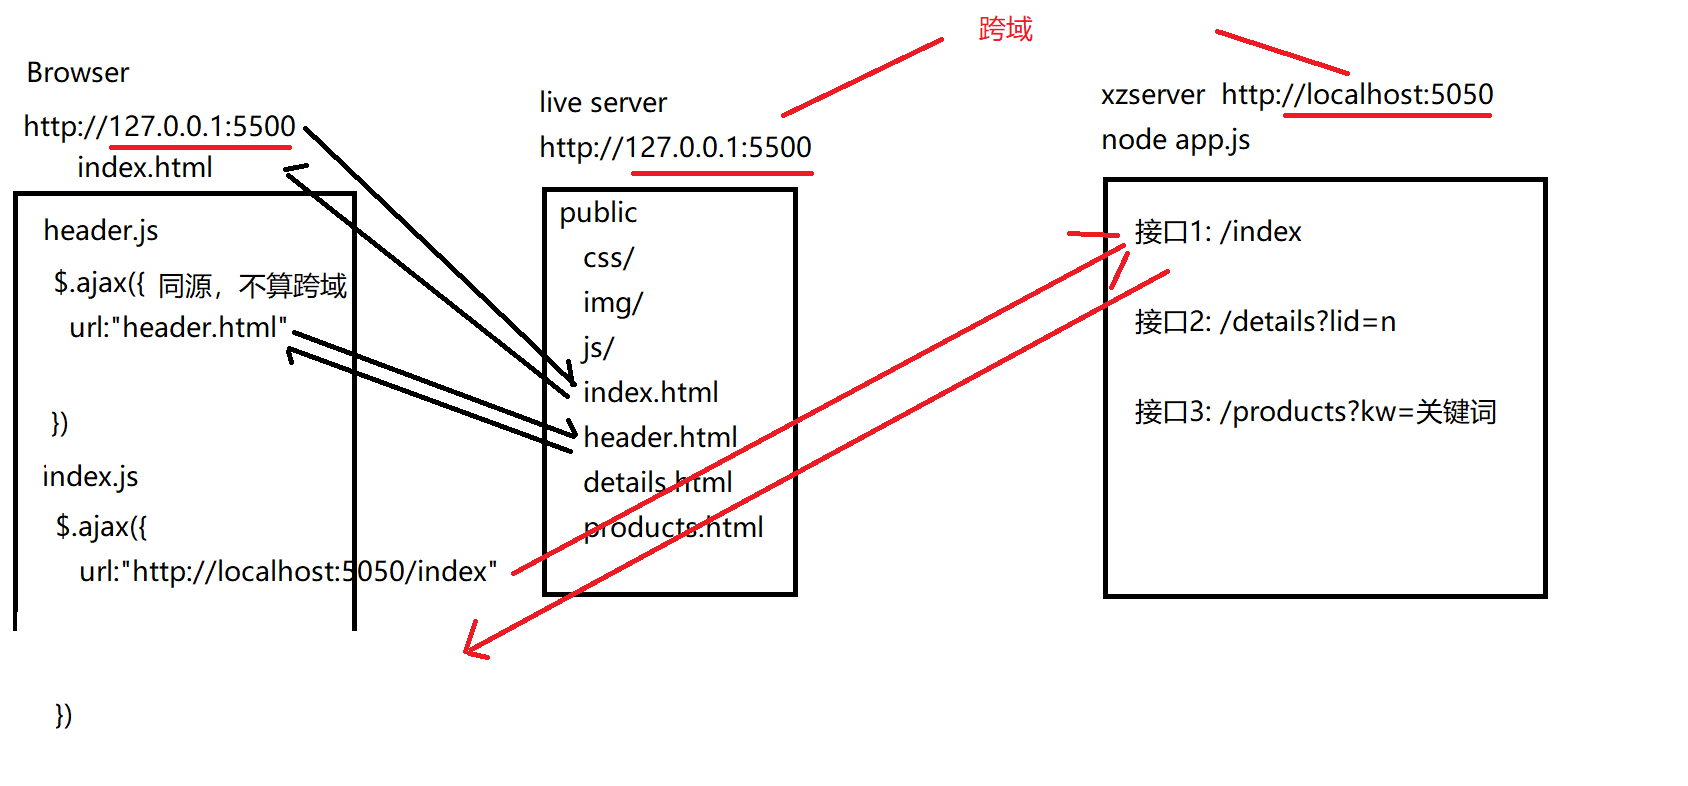 跨域
Browser
http://127.0.0.1:5500
index.html
header.js
$.ajax({ 同源，不算跨域
url:"header.html"
})
index.js
$.ajax({
url:"http://localhost:5050/index"
})
live server
http://127.0.0.1:5500
public
css/
img/
js/
index.html
header.html
details.html
products.html
xzserver http://localhost:5050
node app.js
接口1: /index
接口2: /details?lid=n
接口3: /products?kw=关键词